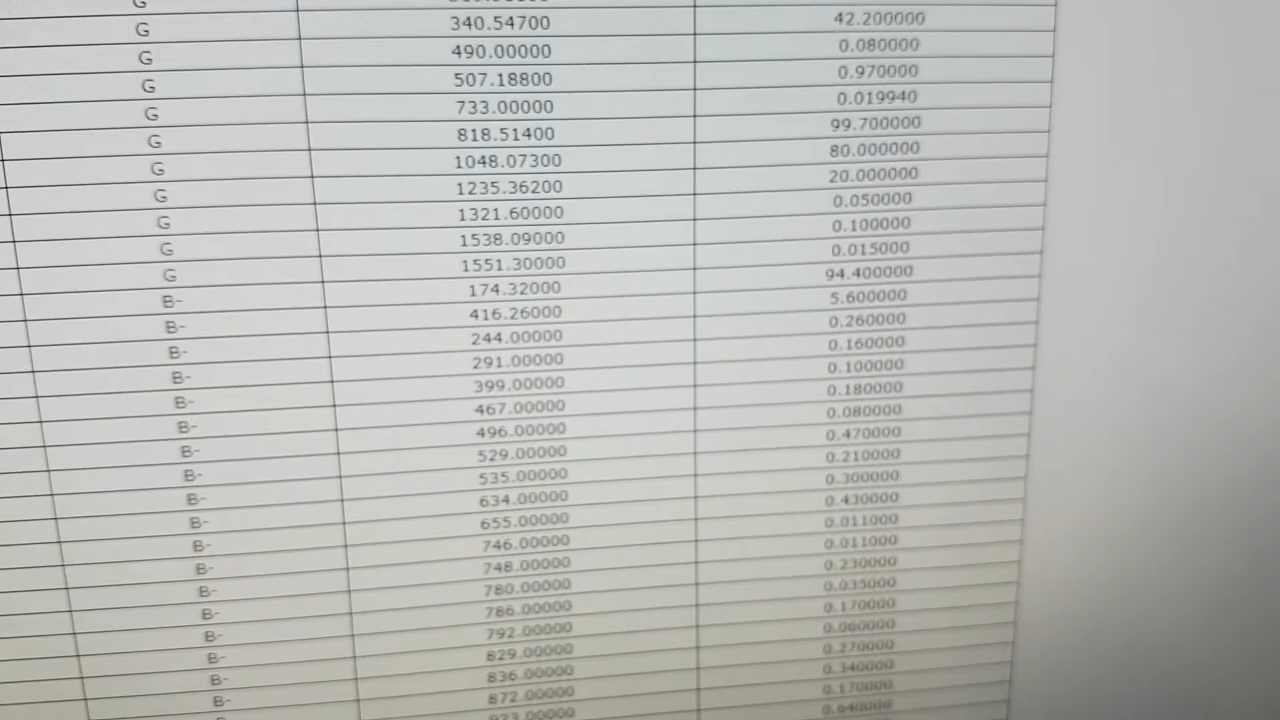 G
G 340.54700 42.200000
G 490.00000 0.080000
G 507.18800 0.970000
G 733.00000 0.019940
G 818.51400 99.700000
G 1048.07300 80.000000
G 1235.36200 20.000000
G 1321.60000 0.050000
G 1538.09000 0.100000
G 1551.30000 0.015000
B- 174.32000 94.400000
B- 416.26000 5.600000
B- 244.00000 0.260000
B- 291.00000 0.160000
B- 399.00000 0.100000
B- 467.00000 0.180000
B- 496.00000 0.080000
B- 529.00000 0.470000
B- 535.00000 0.210000
B- 634.00000 0.300000
B- 655.00000 0.430000
B- 746.00000 0.011000
B- 748.00000 0.011000
B- 780.00000 0.230000
B- 786.00000 0.035000
B- 792.00000 0.170000
B- 829.00000 0.060000
B- 836.00000 0.270000
872.00000 0.340000
0.170000